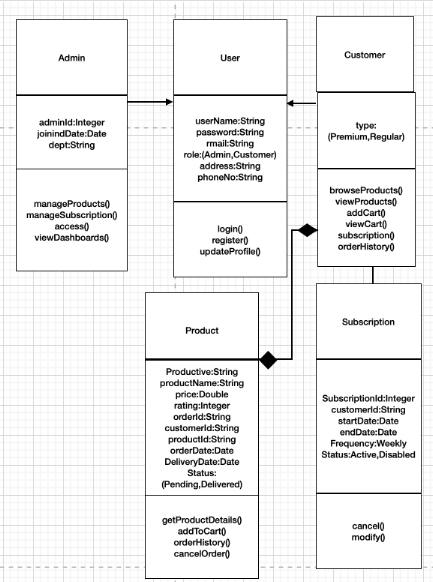 Admin
adminId:Integer
joinindDate:Date
dept:String
manageProducts()
manageSubscription()
access()
viewDashboards()
User
userName:String
password:String
rmail:String
role:(Admin,Customer)
address:String
phoneNo:String
login()
register()
updateProfile()
Customer
type:
(Premium,Regular)
browseProducts()
viewProducts()
addCart()
viewCart()
subscription()
orderHistory()
Product
Productive:String
productName:String
price:Double
rating:Integer
orderId:String
customerId:String
productId:String
orderDate:Date
DeliveryDate:Date
Status:
(Pending,Delivered)
getProductDetails()
addToCart()
orderHistory()
cancelOrder()
Subscription
SubscriptionId:Integer
customerId:String
startDate:Date
endDate:Date
Frequency:Weekly
Status:Active,Disabled
cancel()
modify()